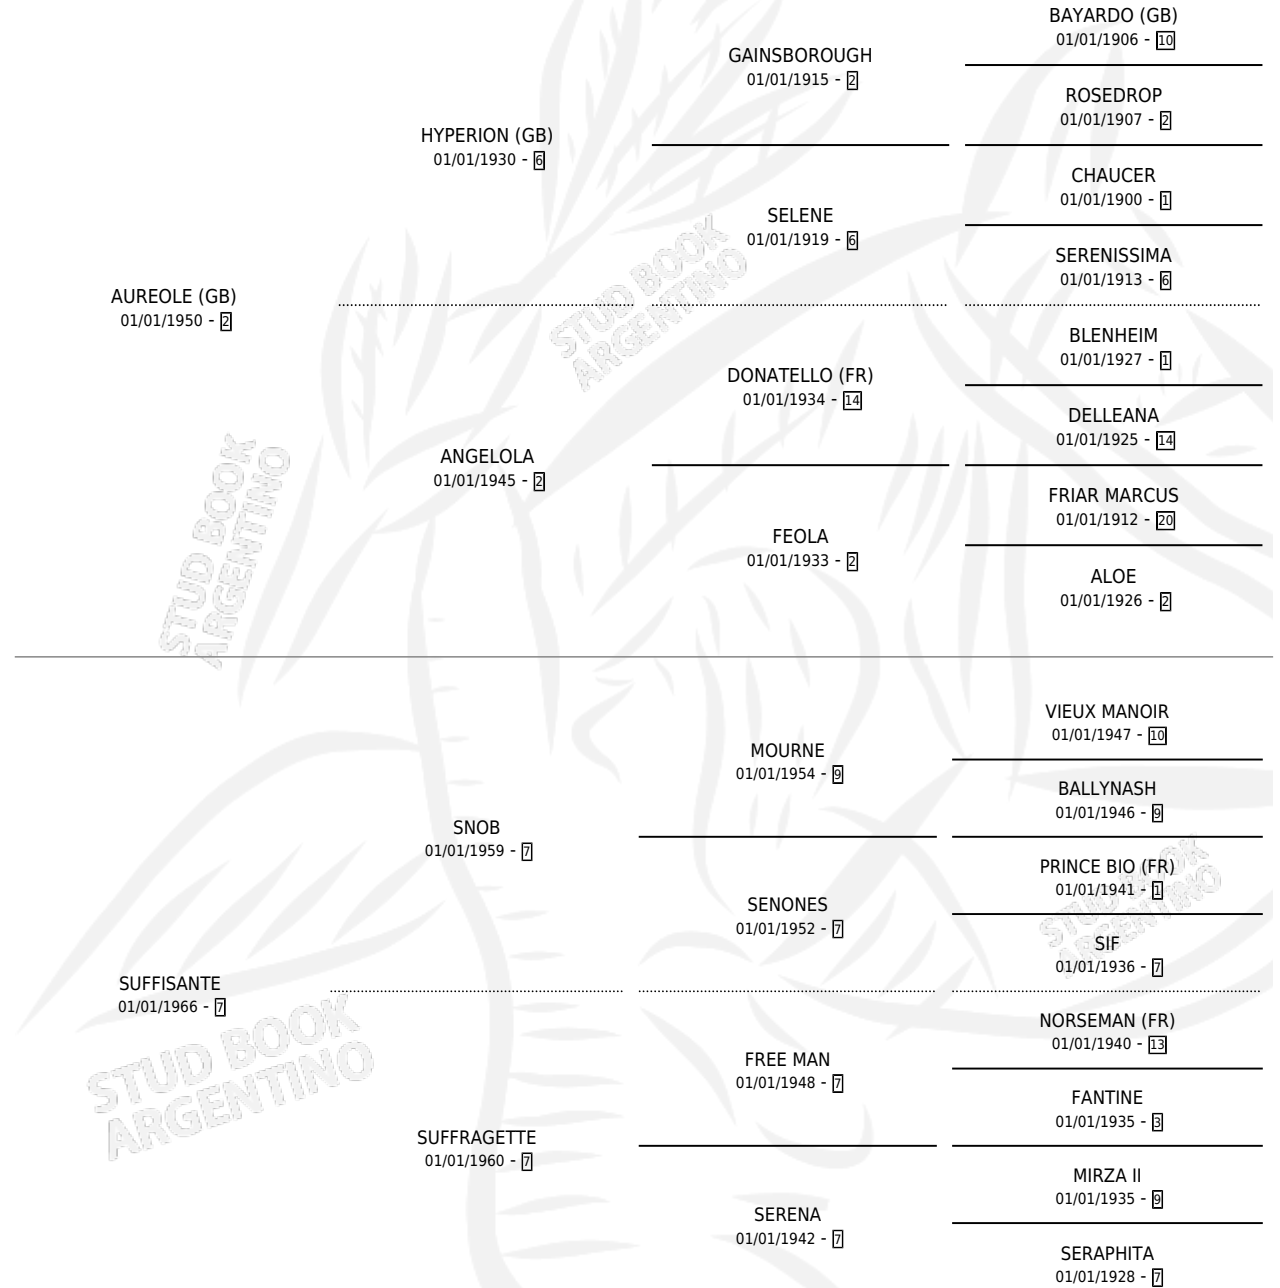 BAYARDO (GB)
01/01/1906 - 10
GAINSBOROUGH
01/01/1915 - 2
ROSEDROP
01/01/1907 - 2
HYPERION (GB)
01/01/1930 - 6
CHAUCER
01/01/1900 - 1
SELENE
01/01/1919 - 6
SERENISSIMA
01/01/1913 - 6
AUREOLE (GB)
01/01/1950 - 2
BLENHEIM
01/01/1927 - 1
DONATELLO (FR)
01/01/1934 - 14
DELLEANA
01/01/1925 - 14
ANGELOLA
01/01/1945 - 2
FRIAR MARCUS
01/01/1912 - 20
FEOLA
01/01/1933 - 2
ALOE
01/01/1926 - 2
VIEUX MANOIR
01/01/1947 - 10
MOURNE
01/01/1954 - 9
BALLYNASH
01/01/1946 - 9
SNOB
01/01/1959 - 7
PRINCE BIO (FR)
01/01/1941 - 1
SENONES
01/01/1952 - 7
SIF
01/01/1936 - 7
SUFFISANTE
01/01/1966 - 7
NORSEMAN (FR)
01/01/1940 - 13
FREE MAN
01/01/1948 - 7
FANTINE
01/01/1935 - 3
SUFFRAGETTE
01/01/1960 - 7
MIRZA II
01/01/1935 - 9
SERENA
01/01/1942 - 7
SERAPHITA
01/01/1928 - 7
STUD BOOK
ARGENTINO
STUD BOOK
ARGENTINO
STUD BOOK
ARGENTINO
STUD BOOK
ARGENTINO